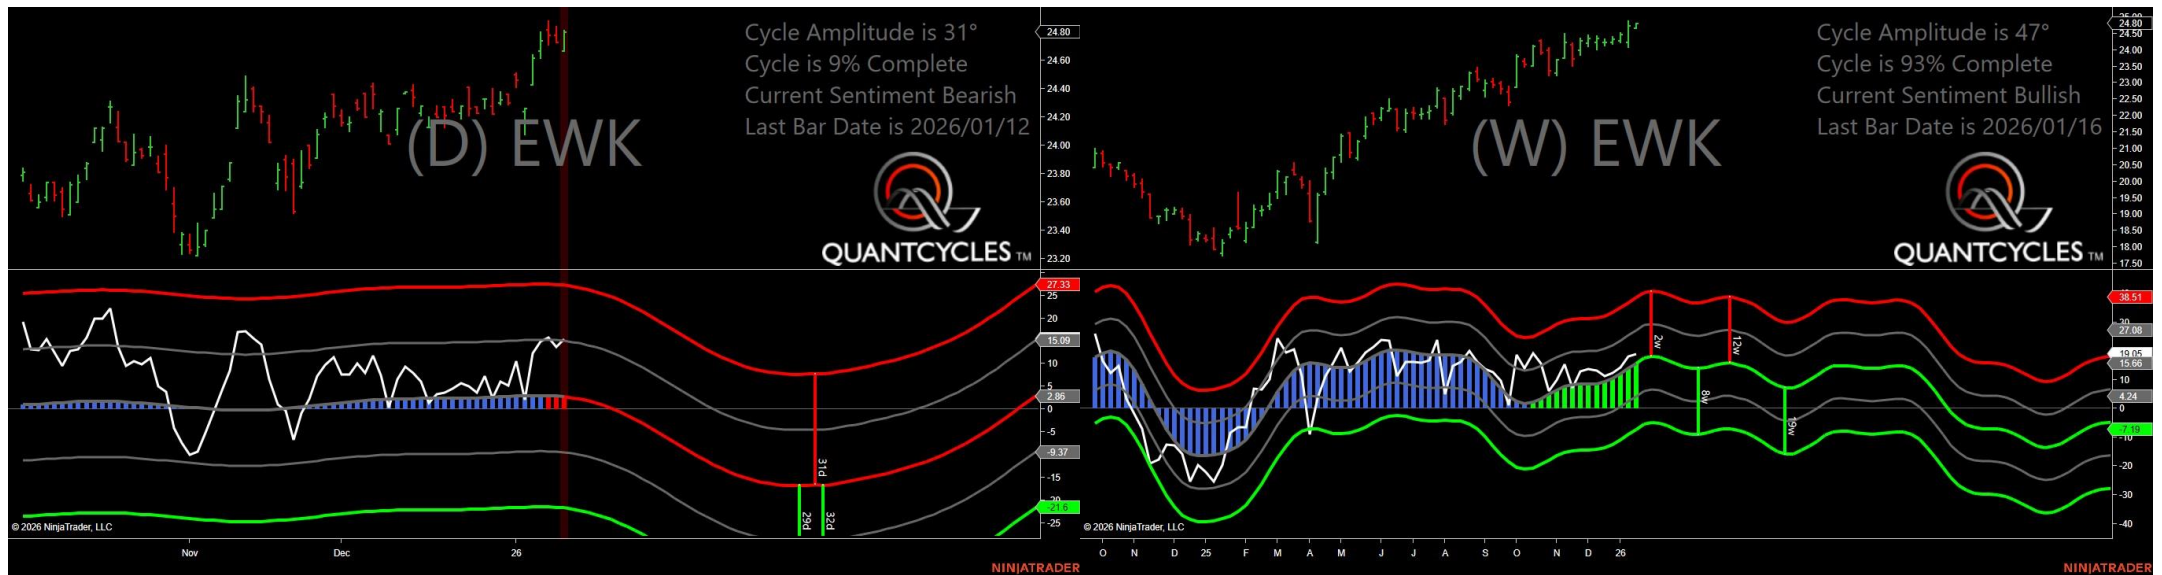 Cycle Amplitude is 31°
Cycle is 9% Complete
Current Sentiment Bearish
Last Bar Date is 2026/01/12
(D) EWK
QUANTCYCLES TM
24.80
24.60
24.40
24.20
24.00
23.80
23.60
23.40
23.20
27.33
25
20
15.09
10
5
2.86
0
-5
-9.37
-15
-20
-21.6
-25
31d
29d
32d
© 2026 NinjaTrader, LLC
Nov
Dec
26
NINJATRADER
Cycle Amplitude is 47°
Cycle is 93% Complete
Current Sentiment Bullish
Last Bar Date is 2026/01/16
(W) EWK
QUANTCYCLES TM
25.00
24.80
24.50
24.00
23.50
23.00
22.50
22.00
21.50
21.00
20.50
20.00
19.50
19.00
18.50
18.00
17.50
38.51
30
27.08
19.05
15.66
10
4.24
0
-7.19
-10
-20
-30
-40
2w
12w
8w
19w
© 2026 NinjaTrader, LLC
O N D 25 F M A M J J A S O N D 26
NINJATRADER